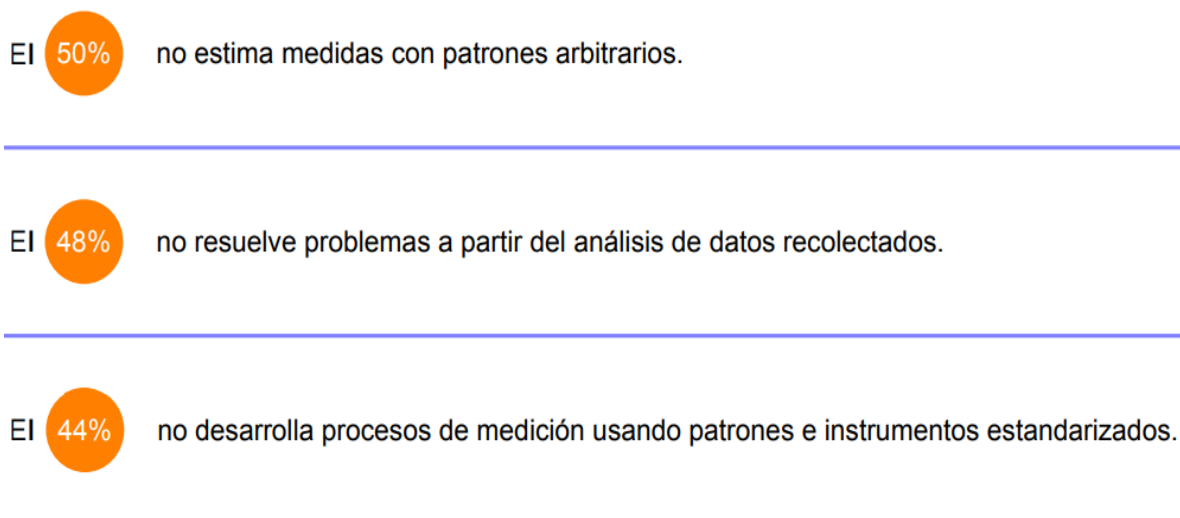 El 50% no estima medidas con patrones arbitrarios.
El 48% no resuelve problemas a partir del análisis de datos recolectados.
El 44% no desarrolla procesos de medición usando patrones e instrumentos estandarizados.